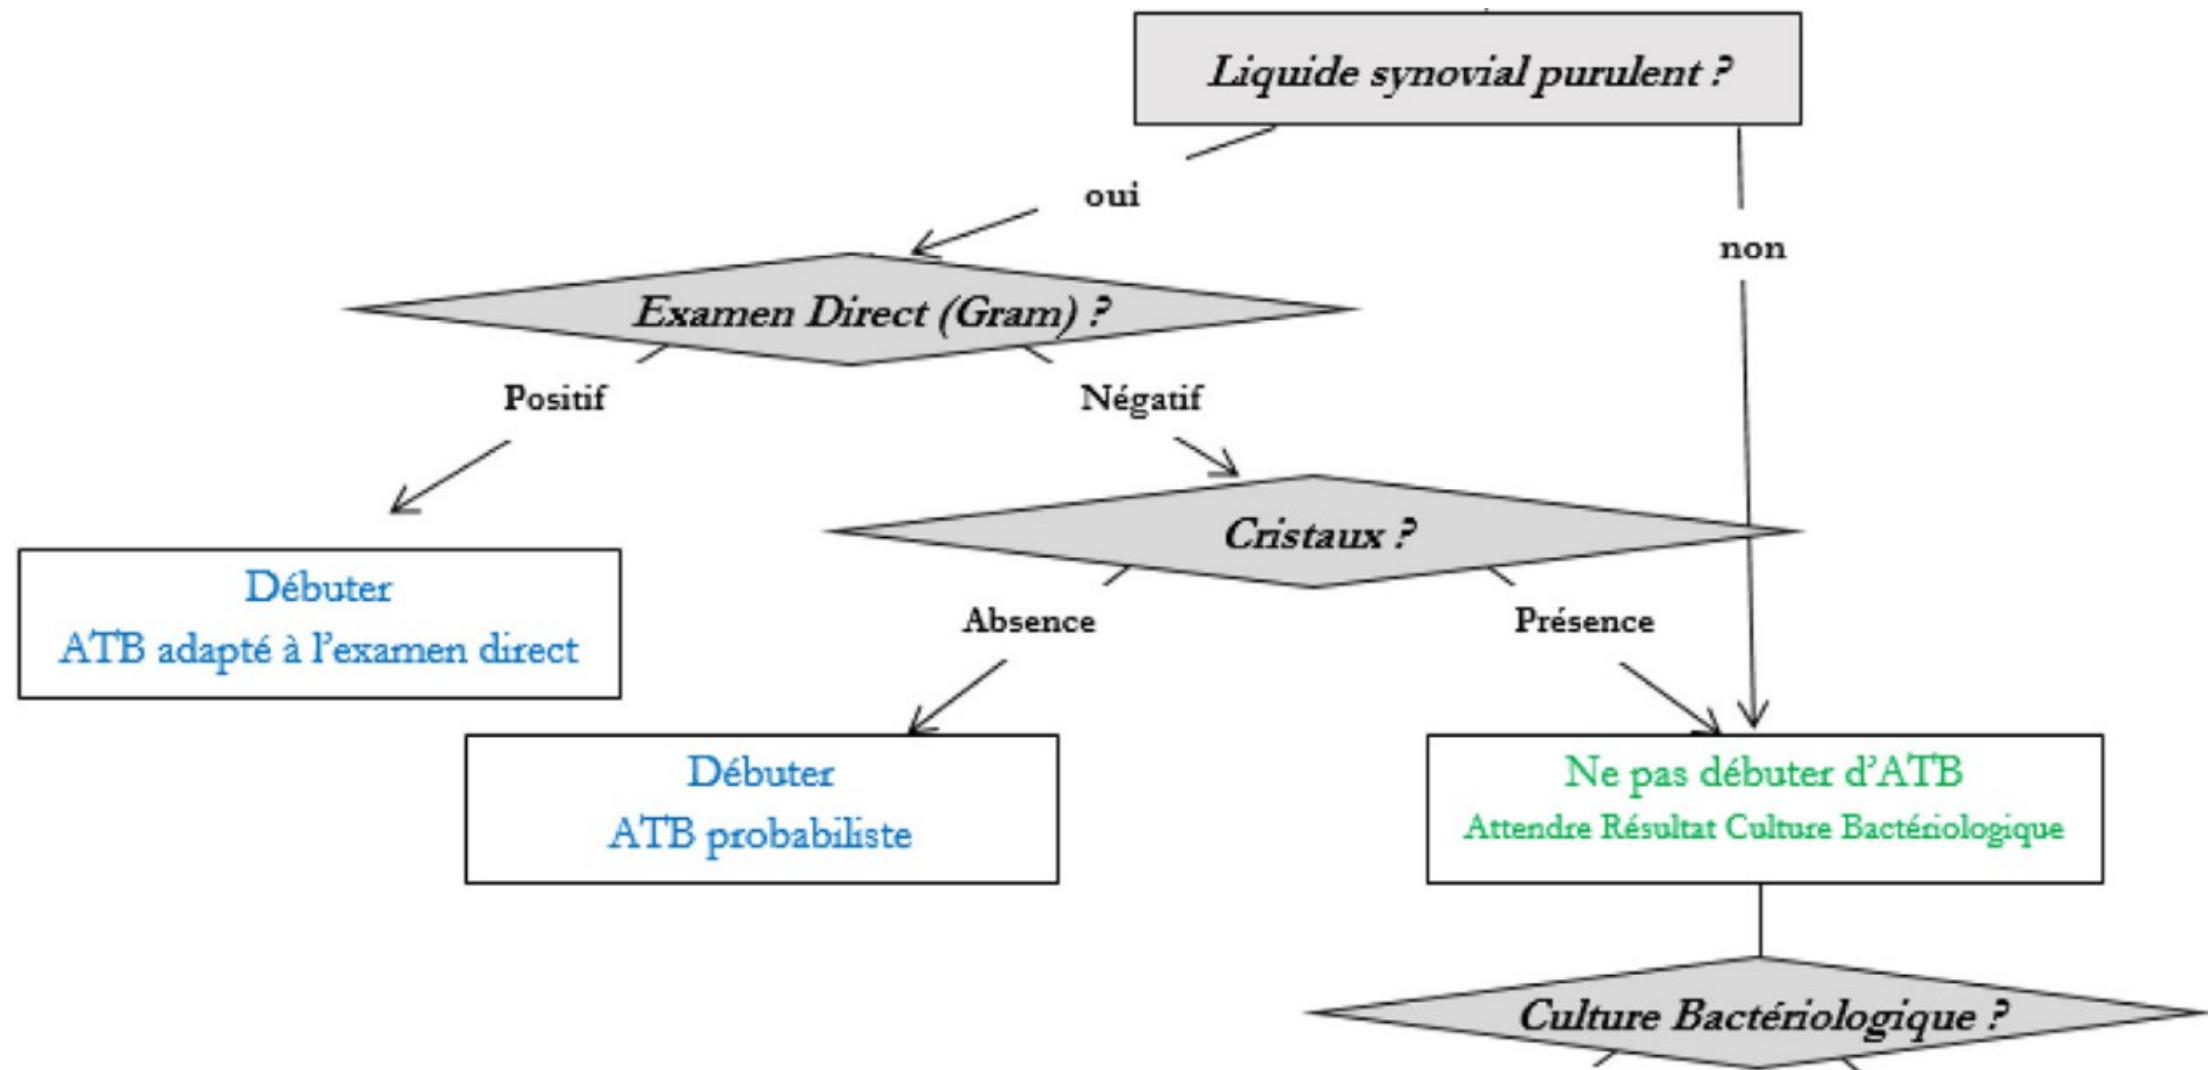 Liquide synovial purulent ?
oui
non
Examen Direct (Gram) ?
Positif
Négatif
Cristaux ?
Débuter
ATB adapté à l'examen direct
Absence
Présence
Débuter
ATB probabiliste
Ne pas débuter d'ATB
Attendre Résultat Culture Bactériologique
Culture Bactériologique ?